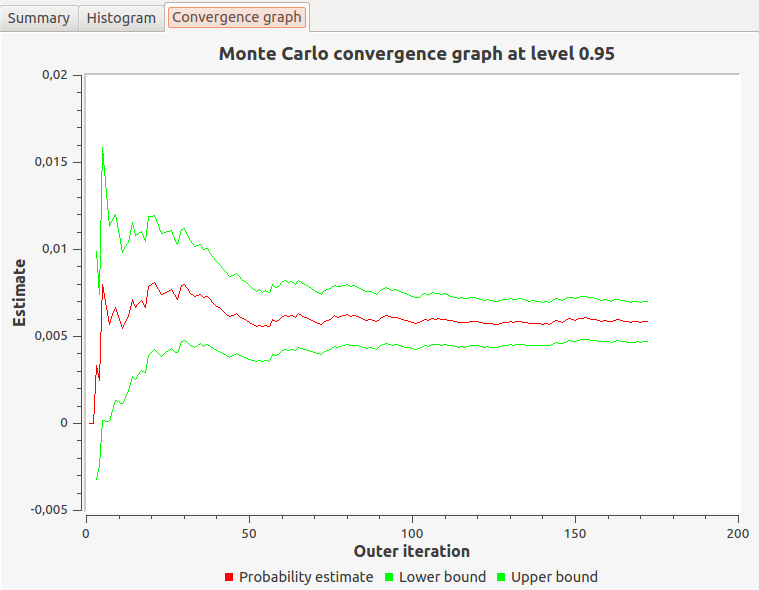 Summary Histogram Convergence graph
Monte Carlo convergence graph at level 0.95
0,02
0,015
0,01
0,005
0
-0,005
Estimate
0 50 100 150 200
Outer iteration
Probability estimate Lower bound Upper bound